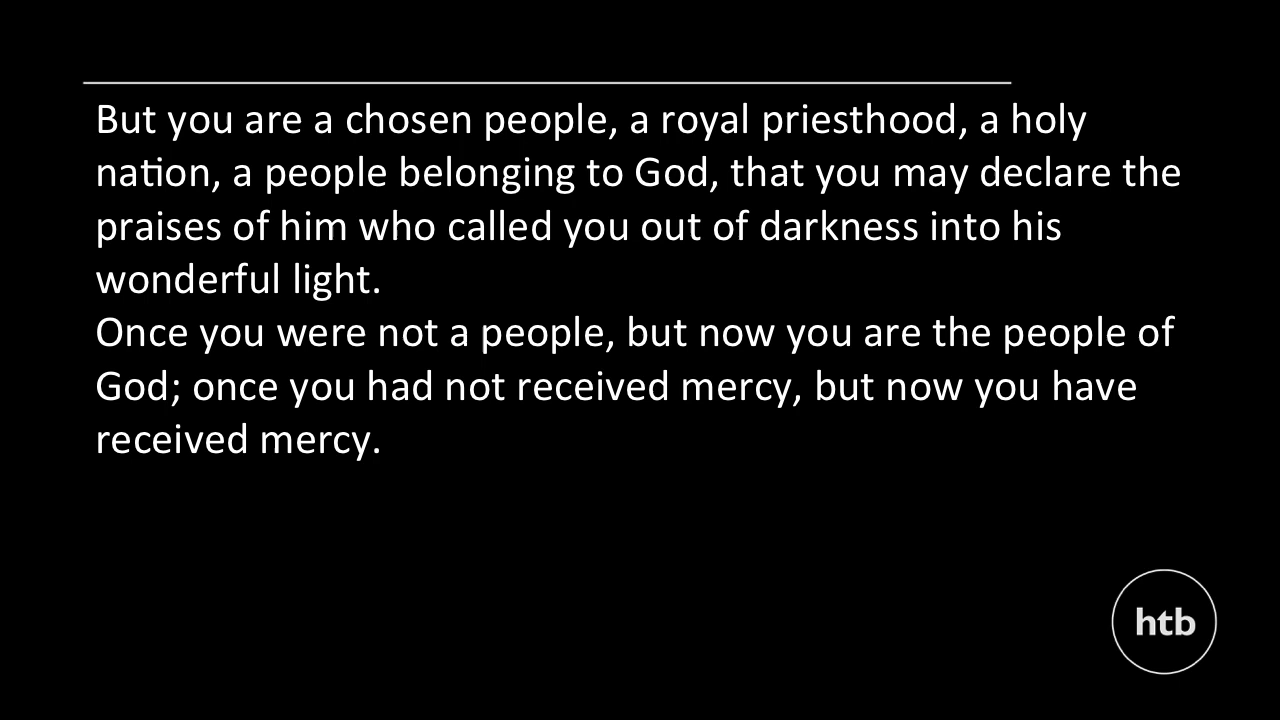 But you are a chosen people, a royal priesthood, a holy
nation, a people belonging to God, that you may declare the
praises of him who called you out of darkness into his
wonderful light.
Once you were not a people, but now you are the people of
God; once you had not received mercy, but now you have
received mercy.
htb